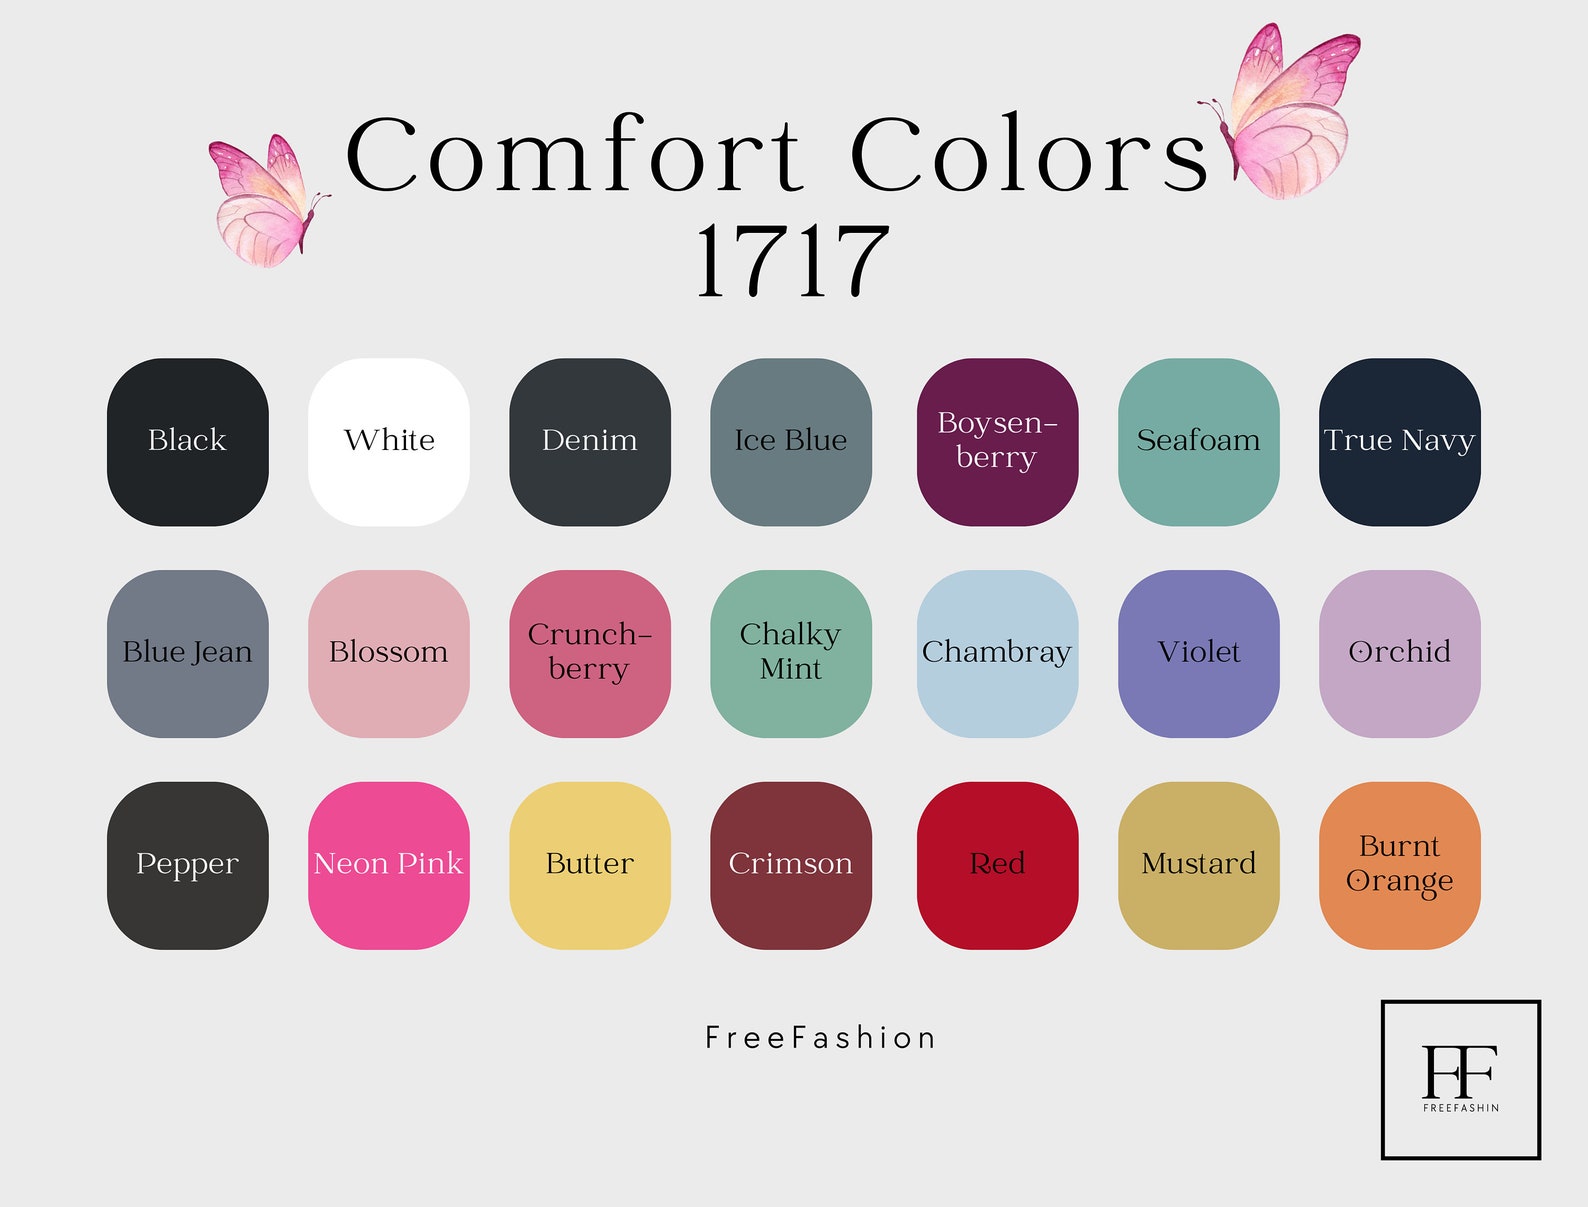 Comfort Colors
1717
Black
White
Denim
Ice Blue
Boysen-
berry
Seafoam
True Navy
Blue Jean
Blossom
Crunch-
berry
Chalky
Mint
Chambray
Violet
Orchid
Pepper
Neon Pink
Butter
Crimson
Red
Mustard
Burnt
Orange
FreeFashion
FF
FREEFASHIN